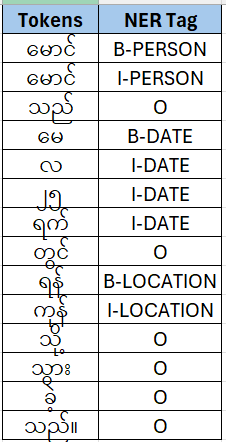 Tokens NER Tag
မောင် B-PERSON
မောင် I-PERSON
သည် O
မေ B-DATE
လ I-DATE
၂၅ I-DATE
ရက် I-DATE
တွင် O
ရန် B-LOCATION
ကုန် I-LOCATION
သို့ O
သွား O
ခဲ့ O
သည်။ O